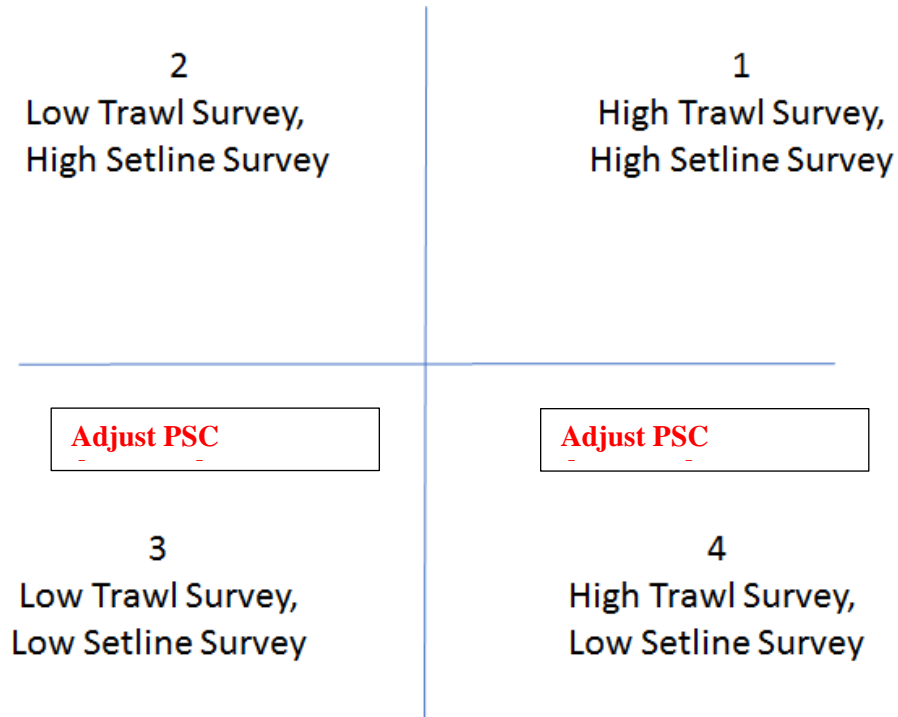 2
Low Trawl Survey,
High Setline Survey
1
High Trawl Survey,
High Setline Survey
Adjust PSC
Adjust PSC
3
Low Trawl Survey,
Low Setline Survey
4
High Trawl Survey,
Low Setline Survey